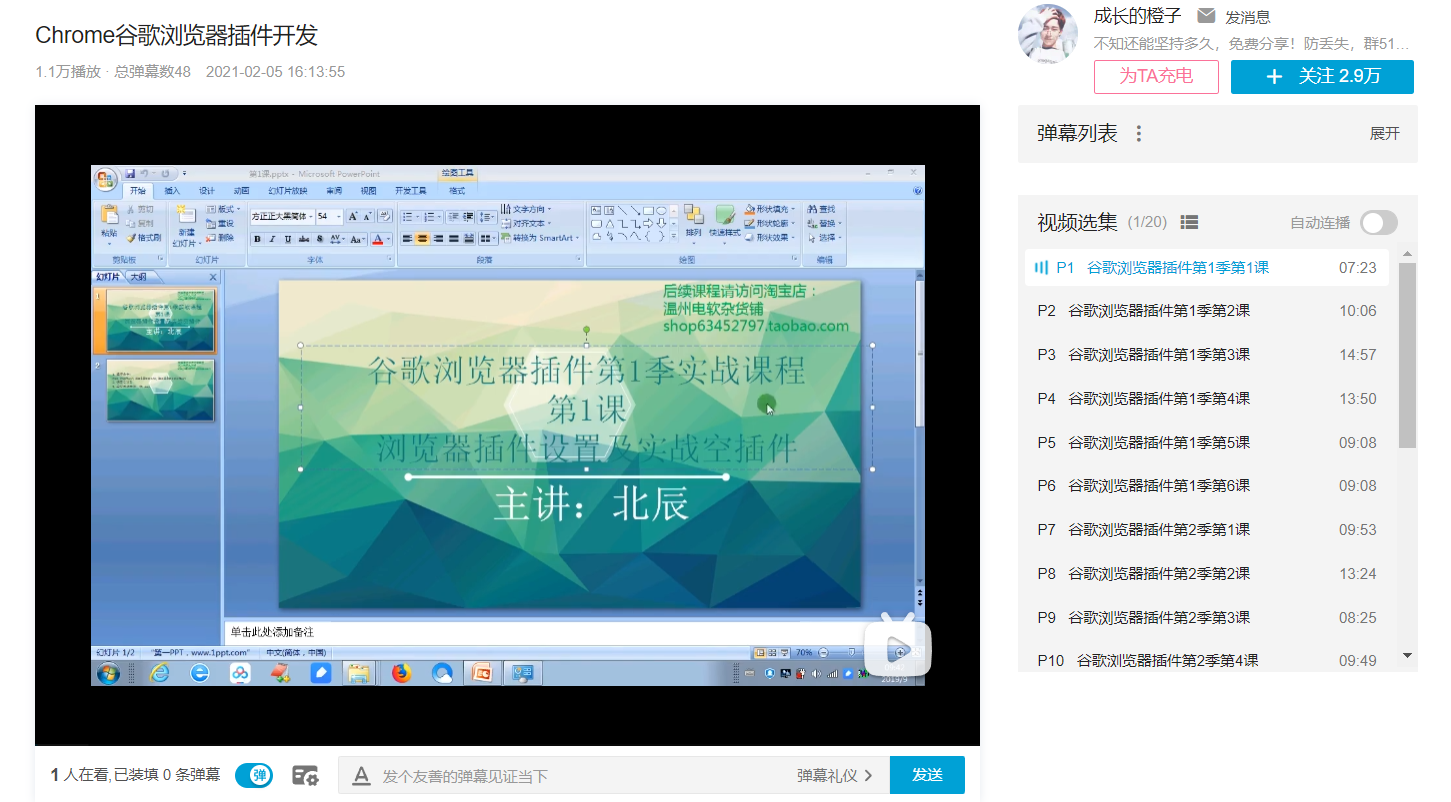 Chrome谷歌浏览器插件开发
1.1万播放 · 总弹幕数48 2021-02-05 16:13:55
成长的橙子 发消息
不知还能坚持多久，免费分享！防丢失，群51...
为TA充电
+ 关注 2.9万
弹幕列表
展开
视频选集 (1/20) 自动连播
P1 谷歌浏览器插件第1季第1课 07:23
P2 谷歌浏览器插件第1季第2课 10:06
P3 谷歌浏览器插件第1季第3课 14:57
P4 谷歌浏览器插件第1季第4课 13:50
P5 谷歌浏览器插件第1季第5课 09:08
P6 谷歌浏览器插件第1季第6课 09:08
P7 谷歌浏览器插件第2季第1课 09:53
P8 谷歌浏览器插件第2季第2课 13:24
P9 谷歌浏览器插件第2季第3课 08:25
P10 谷歌浏览器插件第2季第4课 09:49
第1课.pptx - Microsoft PowerPoint 绘图工具
开始 插入 设计 动画 幻灯片放映 审阅 视图 开发工具 格式
粘贴 剪切 复制 格式刷
剪贴板
新建幻灯片 版式 重设 删除
幻灯片
方正正大黑简体 54
字体
文字方向 对齐文本 转换为 SmartArt
段落
排列 快速样式 形状填充 形状轮廓 形状效果
绘图
查找 替换 选择
编辑
幻灯片 大纲
后续课程请访问淘宝店：
温州电软杂货铺
shop63452797.taobao.com
谷歌浏览器插件第1季实战课程
第1课
浏览器插件设置及实战空插件
主讲：北辰
单击此处添加备注
幻灯片 1/2 "第一PPT，www.1ppt.com" 中文(简体，中国) 70%
1 人在看,已装填 0 条弹幕
弹
发个友善的弹幕见证当下
弹幕礼仪
发送